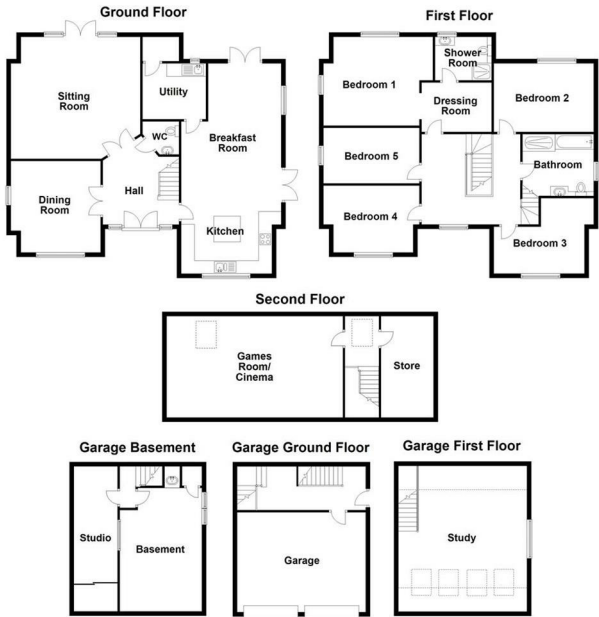 Ground Floor
Sitting
Room
Utility
WC
Breakfast
Room
Dining
Room
Hall
Kitchen
First Floor
Bedroom 1
Shower
Room
Dressing
Room
Bedroom 2
Bedroom 5
Bathroom
Bedroom 4
Bedroom 3
Second Floor
Games
Room/
Cinema
Store
Garage Basement
Studio
Basement
Garage Ground Floor
Garage
Garage First Floor
Study